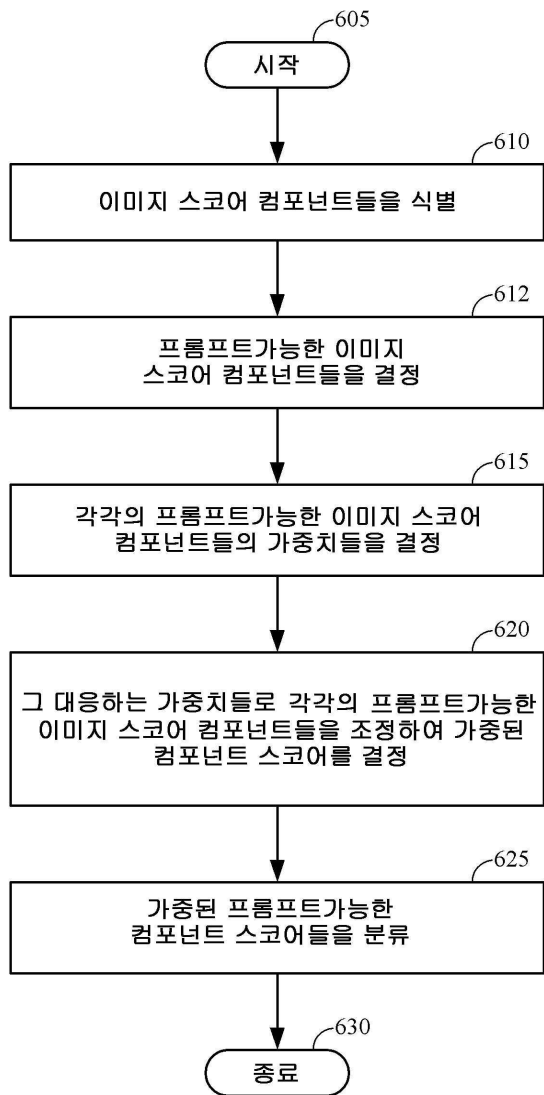 605
시작
610
이미지 스코어 컴포넌트들을 식별
612
프롬프트가능한 이미지
스코어 컴포넌트들을 결정
615
각각의 프롬프트가능한 이미지 스코어
컴포넌트들의 가중치들을 결정
620
그 대응하는 가중치들로 각각의 프롬프트가능한
이미지 스코어 컴포넌트들을 조정하여 가중된
컴포넌트 스코어를 결정
625
가중된 프롬프트가능한
컴포넌트 스코어들을 분류
630
종료